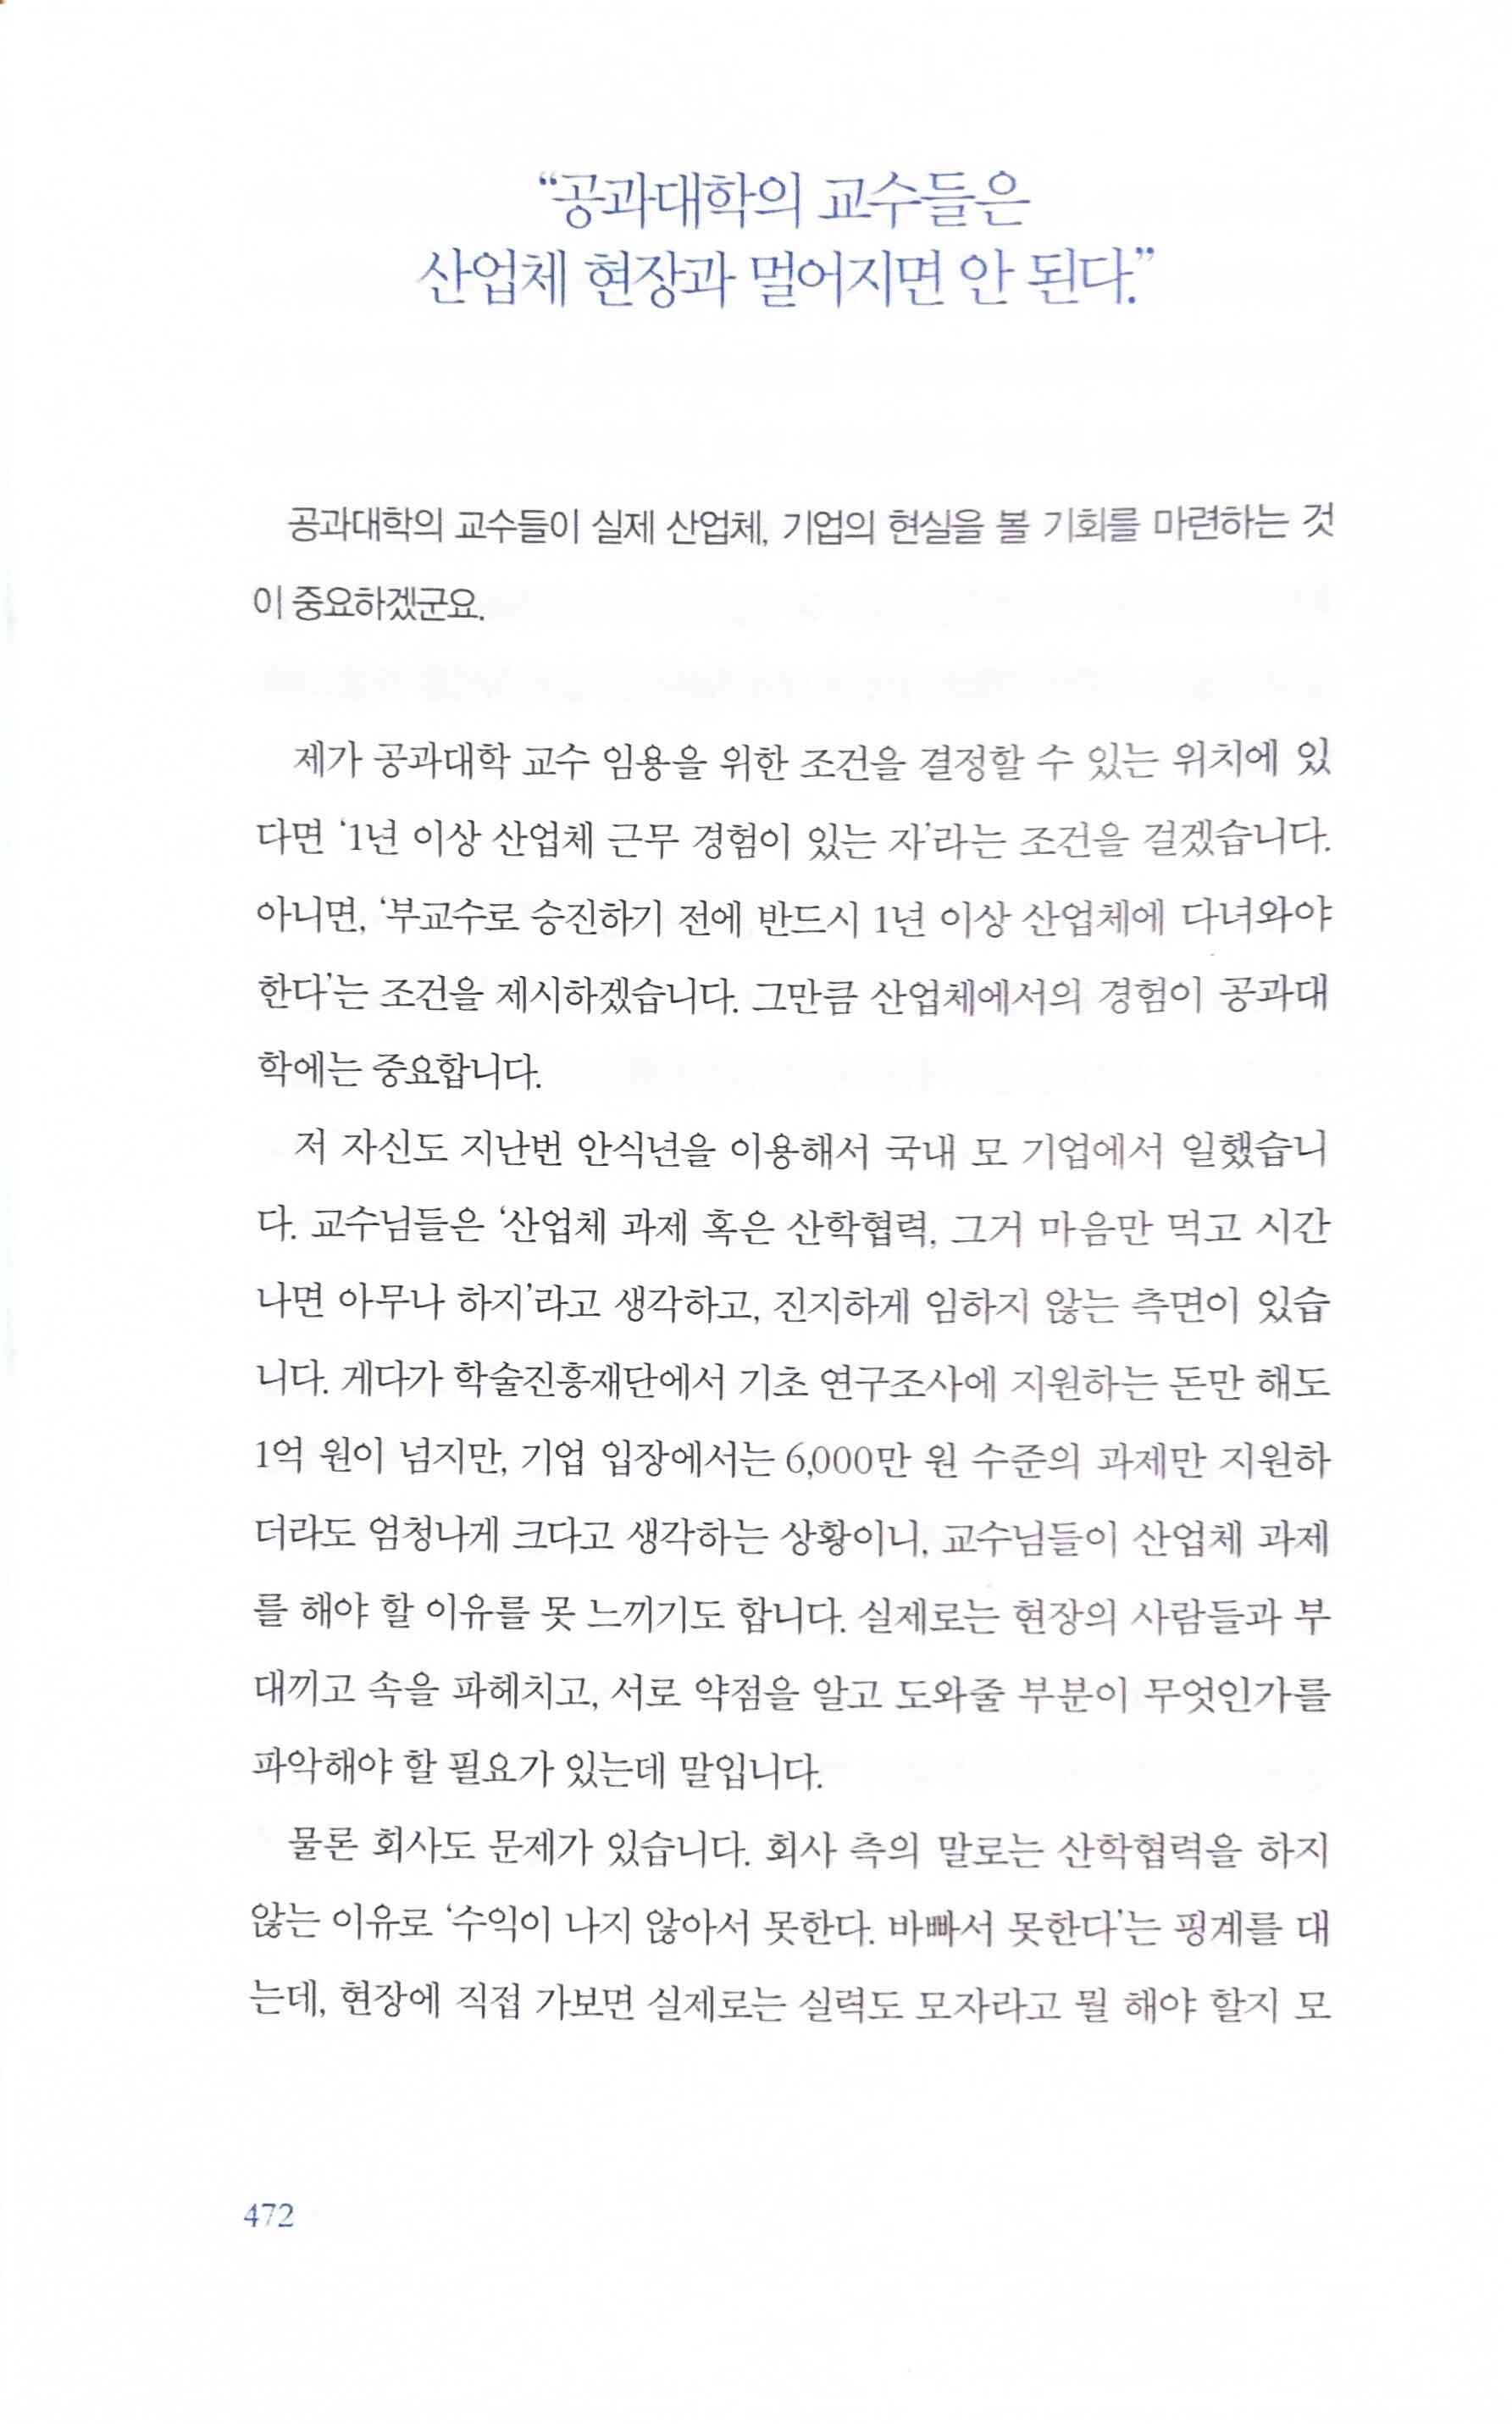 “공과대학의 교수들은
산업체 현장과 멀어지면 안 된다.”
공과대학의 교수들이 실제 산업체, 기업의 현실을 볼 기회를 마련하는 것
이 중요하겠군요.
제가 공과대학 교수 임용을 위한 조건을 결정할 수 있는 위치에 있
다면 ‘1년 이상 산업체 근무 경험이 있는 자’라는 조건을 걸겠습니다.
아니면, ‘부교수로 승진하기 전에 반드시 1년 이상 산업체에 다녀와야
한다’는 조건을 제시하겠습니다. 그만큼 산업체에서의 경험이 공과대
학에는 중요합니다.
저 자신도 지난번 안식년을 이용해서 국내 모 기업에서 일했습니
다. 교수님들은 ‘산업체 과제 혹은 산학협력, 그거 마음만 먹고 시간
나면 아무나 하지’라고 생각하고, 진지하게 임하지 않는 측면이 있습
니다. 게다가 학술진흥재단에서 기초 연구조사에 지원하는 돈만 해도
1억 원이 넘지만, 기업 입장에서는 6,000만 원 수준의 과제만 지원하
더라도 엄청나게 크다고 생각하는 상황이니, 교수님들이 산업체 과제
를 해야 할 이유를 못 느끼기도 합니다. 실제로는 현장의 사람들과 부
대끼고 속을 파헤치고, 서로 약점을 알고 도와줄 부분이 무엇인가를
파악해야 할 필요가 있는데 말입니다.
물론 회사도 문제가 있습니다. 회사 측의 말로는 산학협력을 하지
않는 이유로 ‘수익이 나지 않아서 못한다. 바빠서 못한다’는 핑계를 대
는데, 현장에 직접 가보면 실제로는 실력도 모자라고 뭘 해야 할지 모
472